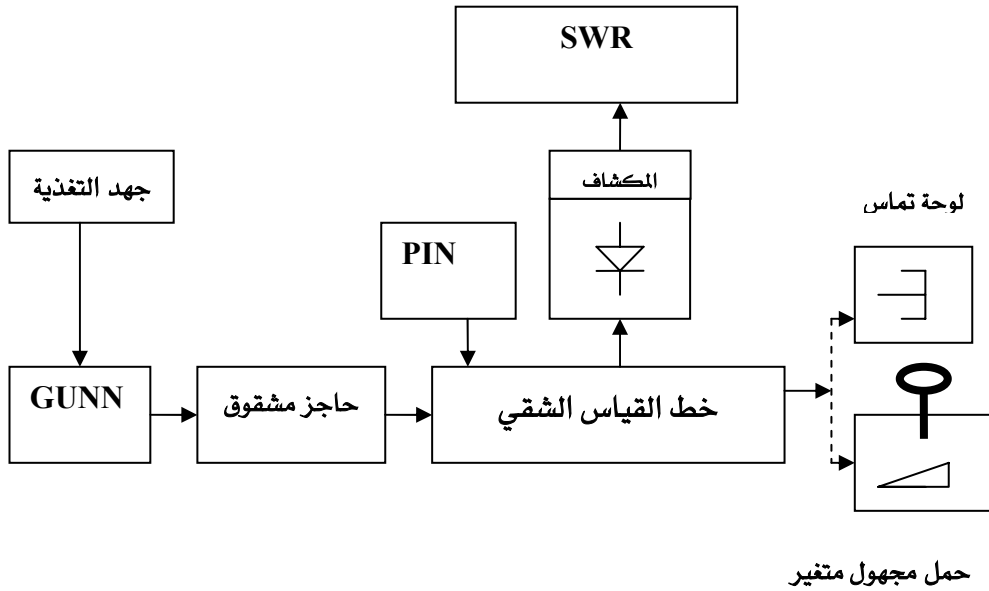 SWR
المكشاف
جهد التغذية
لوحة تماس
PIN
GUNN
حاجز مشقوق
خط القياس الشقي
حمل مجهول متغير